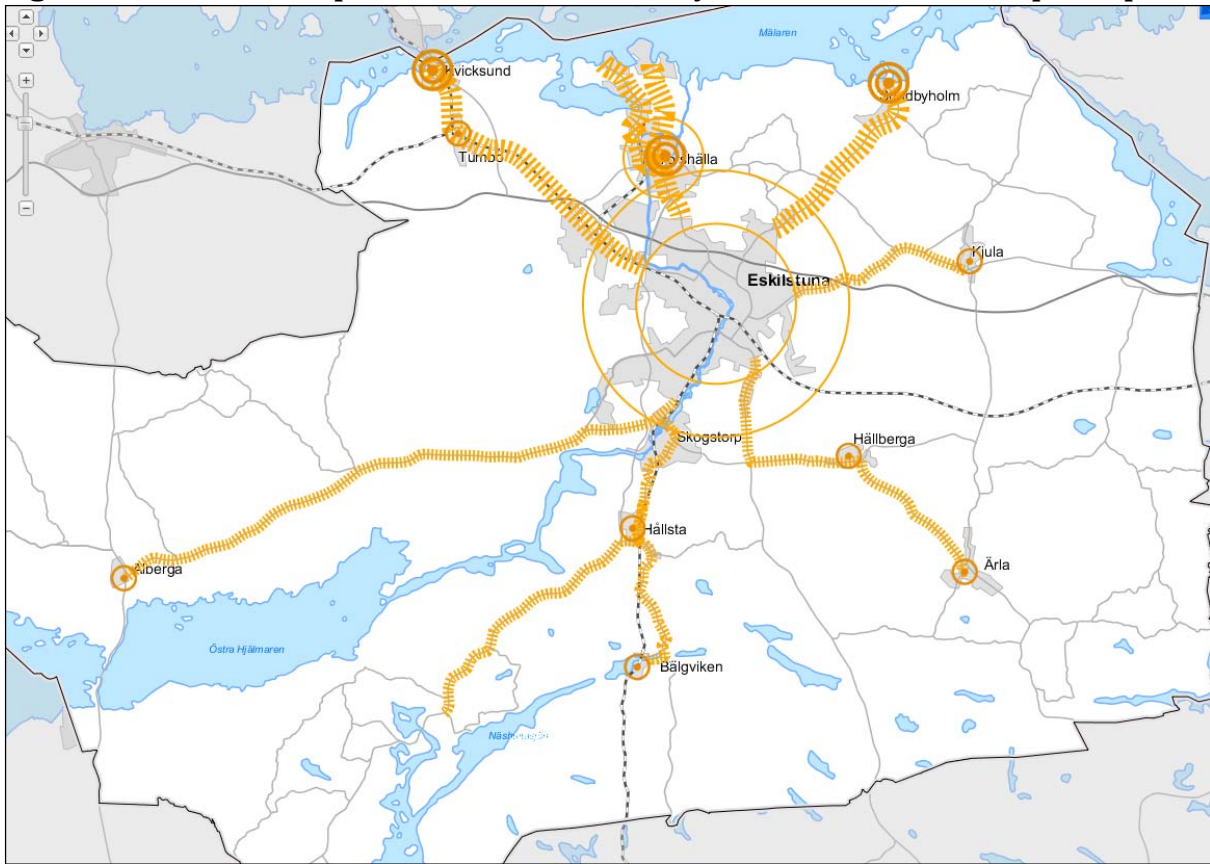 Mälaren
Kvicksund
Sundbyholm
Tumbo
Torshälla
Kjula
Eskilstuna
Skogstorp
Hällberga
Hållsta
Alberga
Ärla
Östra Hjälmaren
Bälgviken